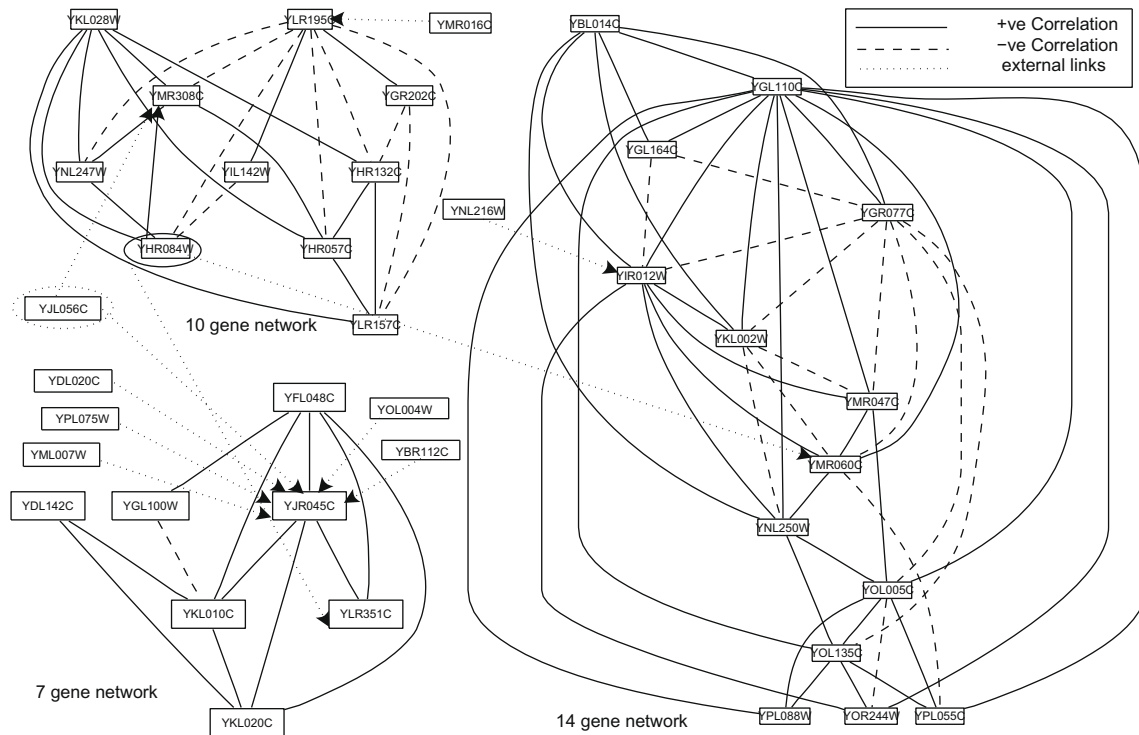 YKL028W
YLR195C
YMR016C
YMR308C
YGR202C
YNL247W
YIL142W
YHR132C
YNL216W
YHR084W
YHR057C
YJL056C
10 gene network
YLR157C
YDL020C
YPL075W
YML007W
YFL048C
YOL004W
YBR112C
YDL142C
YGL100W
YJR045C
YKL010C
YLR351C
7 gene network
YKL020C
YBL014C
+ve Correlation
−ve Correlation
external links
YGL110C
YGL164C
YGR077C
YIR012W
YKL002W
YMR047C
YMR060C
YNL250W
YOL005C
YOL135C
YPL088W
YOR244W
YPL055C
14 gene network